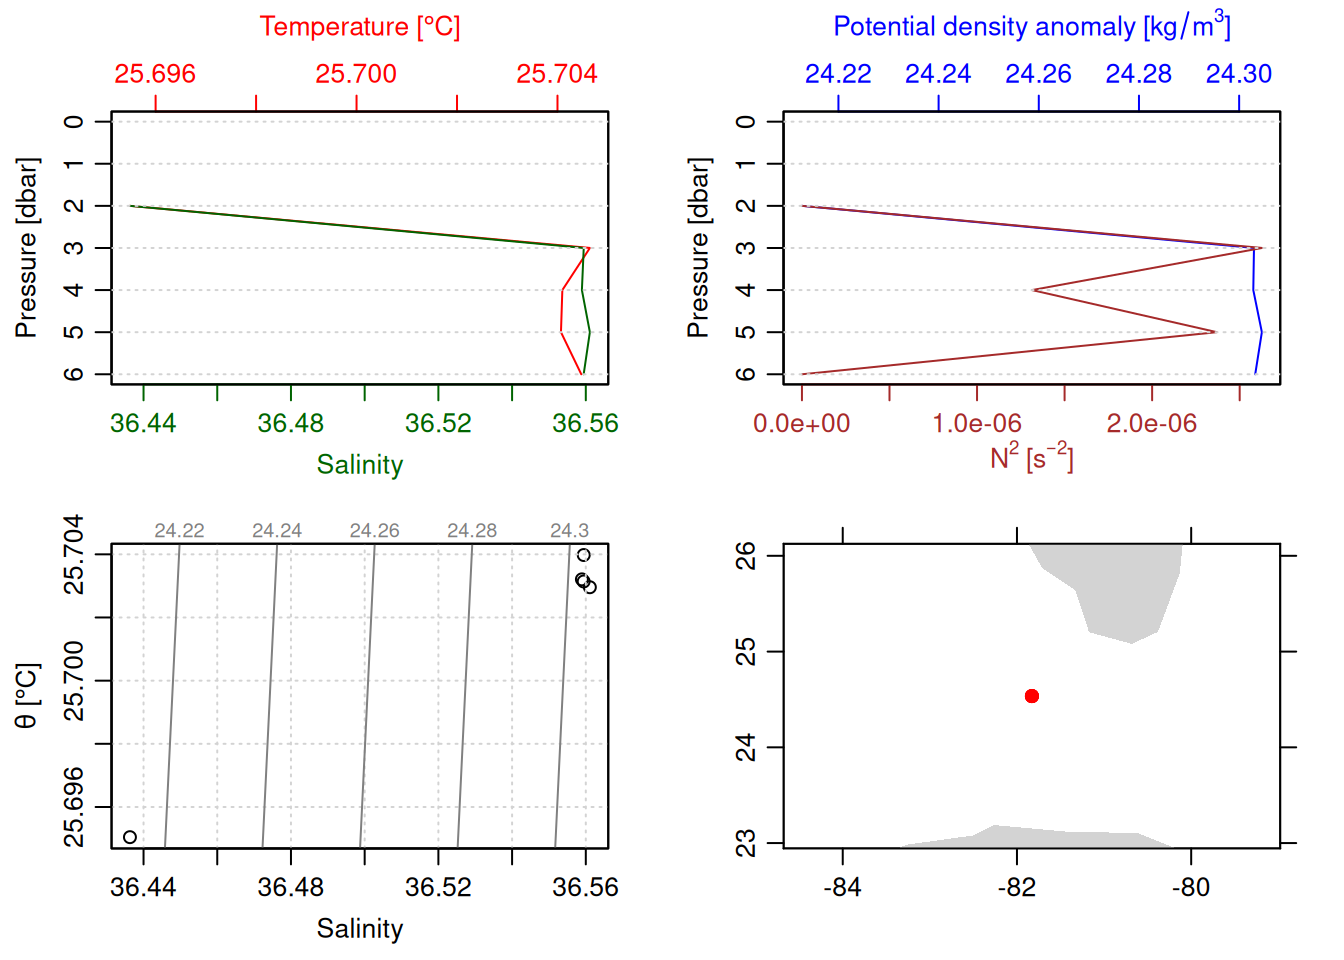 Temperature [°C]
25.696 25.700 25.704
Pressure [dbar]
0 1 2 3 4 5 6
36.44 36.48 36.52 36.56
Salinity
Potential density anomaly [kg/m³]
24.22 24.24 24.26 24.28 24.30
Pressure [dbar]
0 1 2 3 4 5 6
0.0e+00 1.0e-06 2.0e-06
N² [s⁻²]
24.22 24.24 24.26 24.28 24.3
θ [°C]
25.696 25.700 25.704
36.44 36.48 36.52 36.56
Salinity
23 24 25 26
-84 -82 -80